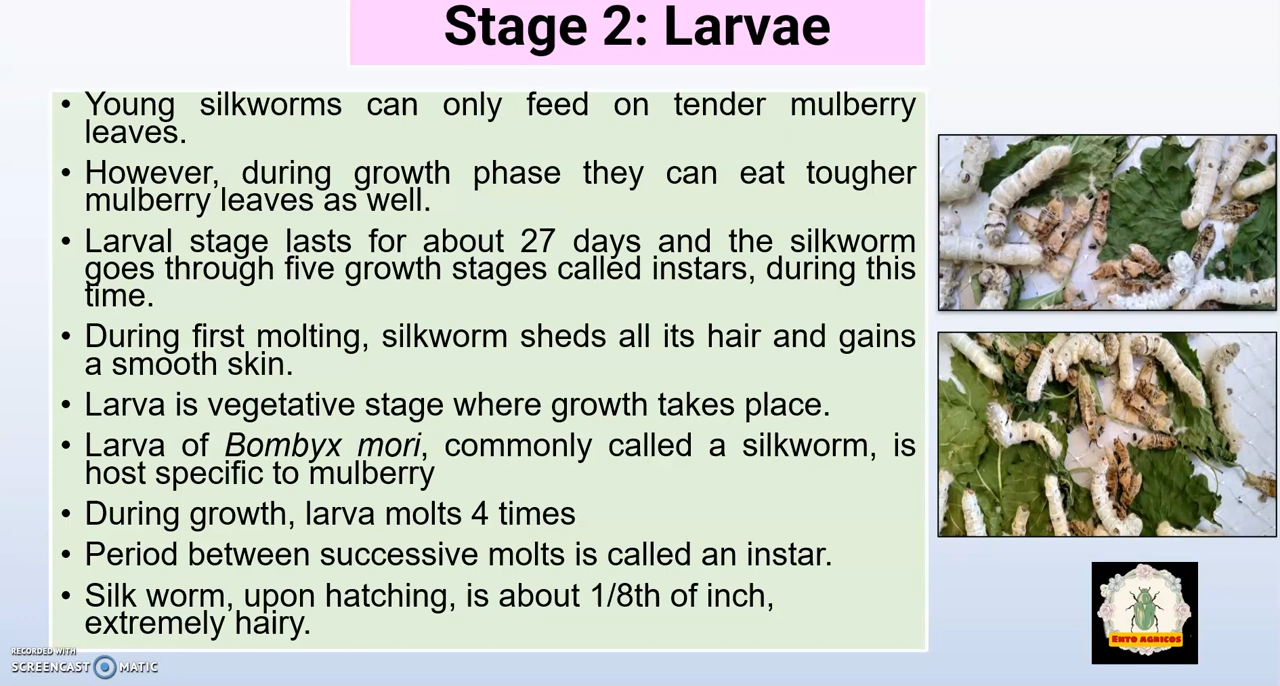 Stage 2: Larvae
• Young silkworms can only feed on tender mulberry
leaves.
• However, during growth phase they can eat tougher
mulberry leaves as well.
• Larval stage lasts for about 27 days and the silkworm
goes through five growth stages called instars, during this
time.
• During first molting, silkworm sheds all its hair and gains
a smooth skin.
• Larva is vegetative stage where growth takes place.
• Larva of Bombyx mori, commonly called a silkworm, is
host specific to mulberry
• During growth, larva molts 4 times
• Period between successive molts is called an instar.
• Silk worm, upon hatching, is about 1/8th of inch,
extremely hairy.
Ento agricos
RECORDED WITH
SCREENCAST MATIC